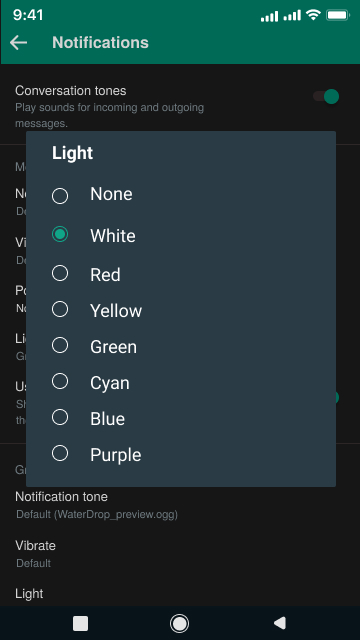 9:41
Notifications
Conversation tones
Play sounds for incoming and outgoing
messages.
Light
None
White
Red
Yellow
Green
Cyan
Blue
Purple
Notification tone
Default (WaterDrop_preview.ogg)
Vibrate
Default
Light